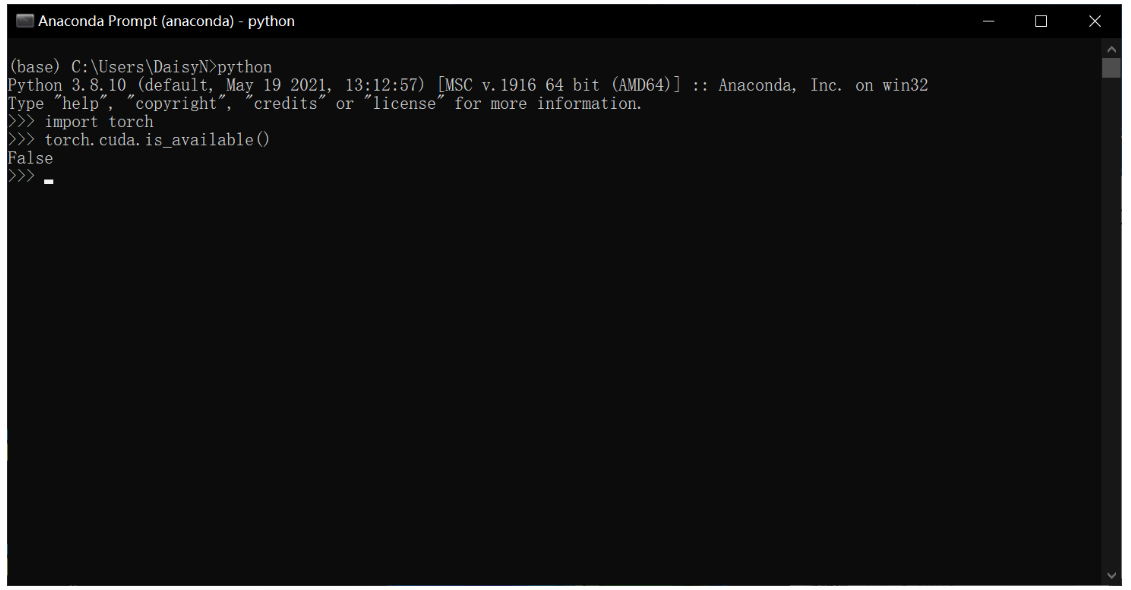 Anaconda Prompt (anaconda) - python
(base) C:\Users\DaisyN>python
Python 3.8.10 (default, May 19 2021, 13:12:57) [MSC v.1916 64 bit (AMD64)] :: Anaconda, Inc. on win32
Type "help", "copyright", "credits" or "license" for more information.
>>> import torch
>>> torch.cuda.is_available()
False
>>>